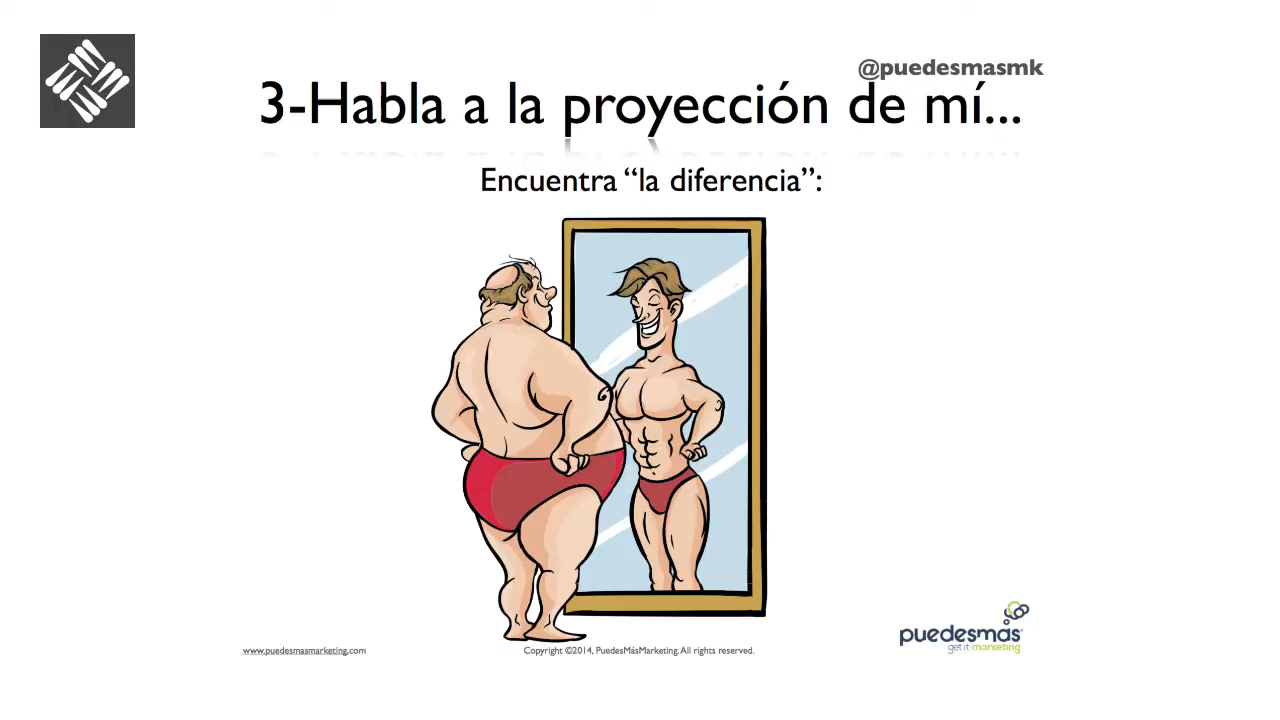 @puedesmasmk
3-Habla a la proyección de mí...
Encuentra “la diferencia”:
puedesmás
get it marketing
www.puedesmasmarketing.com
Copyright ©2014, PuedesMásMarketing. All rights reserved.